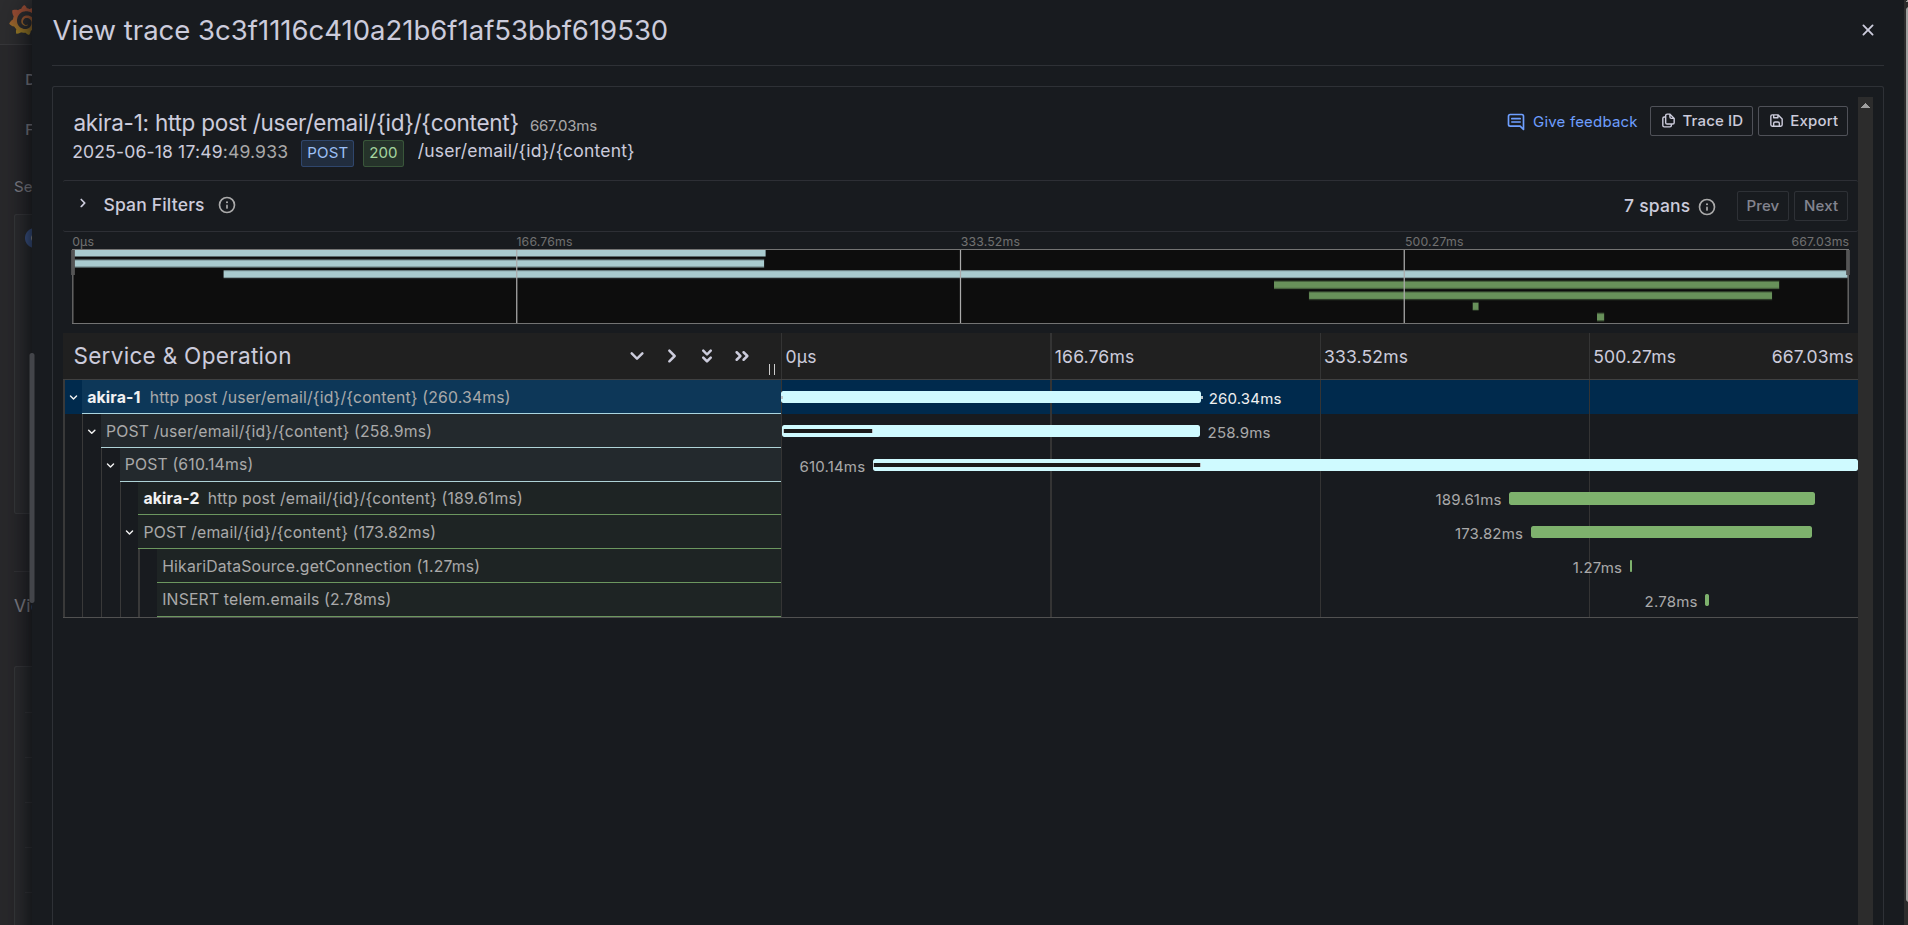 View trace 3c3f1116c410a21b6f1af53bbf619530
akira-1: http post /user/email/{id}/{content} 667.03ms
Give feedback
Trace ID
Export
2025-06-18 17:49:49.933 POST 200 /user/email/{id}/{content}
Se
Span Filters
7 spans
Prev
Next
0μs 166.76ms 333.52ms 500.27ms 667.03ms
Service & Operation
0μs 166.76ms 333.52ms 500.27ms 667.03ms
akira-1 http post /user/email/{id}/{content} (260.34ms) 260.34ms
POST /user/email/{id}/{content} (258.9ms) 258.9ms
POST (610.14ms) 610.14ms
akira-2 http post /email/{id}/{content} (189.61ms) 189.61ms
POST /email/{id}/{content} (173.82ms) 173.82ms
HikariDataSource.getConnection (1.27ms) 1.27ms
INSERT telem.emails (2.78ms) 2.78ms
Vi